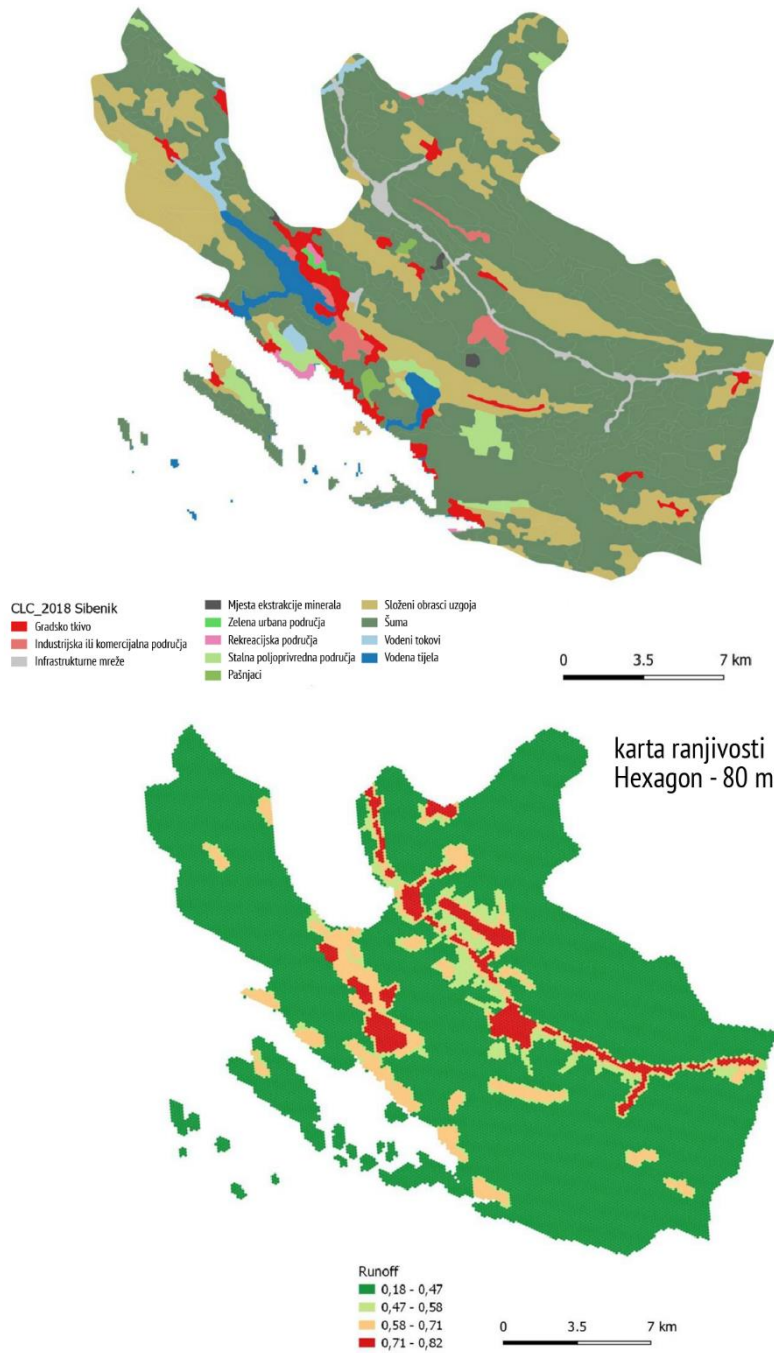 CLC_2018 Sibenik
Gradsko tkivo
Industrijska ili komercijalna područja
Infrastrukturne mreže
Mjesta ekstrakcije minerala
Zelena urbana područja
Rekreacijska područja
Stalna poljoprivredna područja
Pašnjaci
Složeni obrasci uzgoja
Šuma
Vodeni tokovi
Vodena tijela
0 3.5 7 km
karta ranjivosti
Hexagon - 80 m
Runoff
0,18 - 0,47
0,47 - 0,58
0,58 - 0,71
0,71 - 0,82
0 3.5 7 km